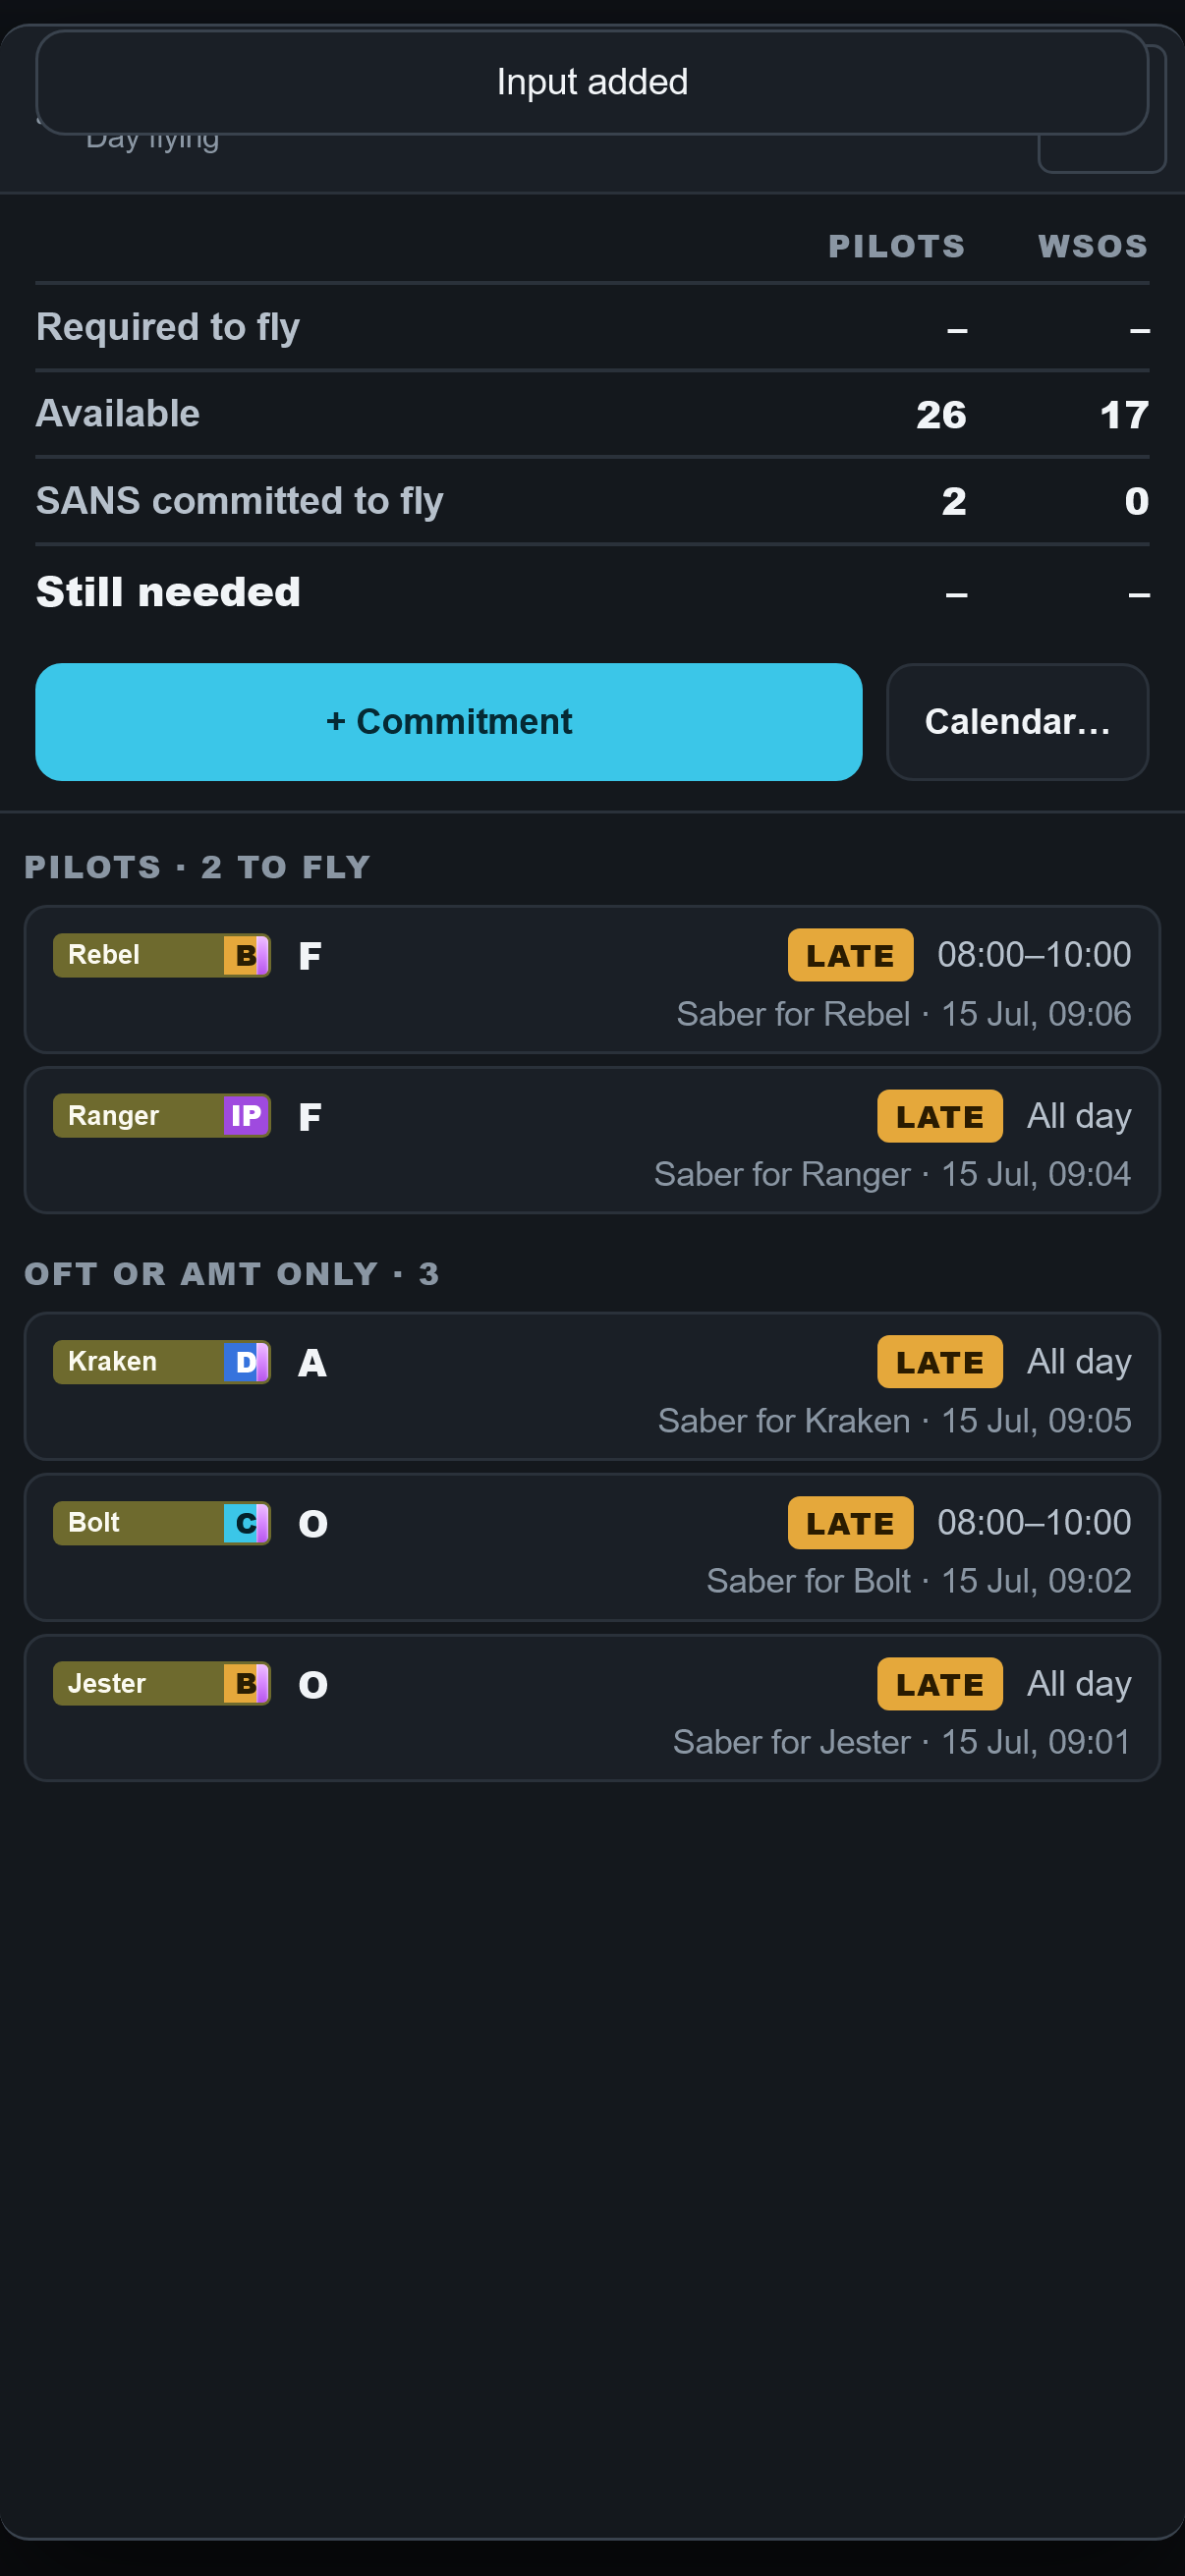 Input added
Day flying
PILOTS WSOS
Required to fly – –
Available 26 17
SANS committed to fly 2 0
Still needed – –
+ Commitment Calendar…
PILOTS · 2 TO FLY
Rebel B F LATE 08:00–10:00
Saber for Rebel · 15 Jul, 09:06
Ranger IP F LATE All day
Saber for Ranger · 15 Jul, 09:04
OFT OR AMT ONLY · 3
Kraken D A LATE All day
Saber for Kraken · 15 Jul, 09:05
Bolt C O LATE 08:00–10:00
Saber for Bolt · 15 Jul, 09:02
Jester B O LATE All day
Saber for Jester · 15 Jul, 09:01